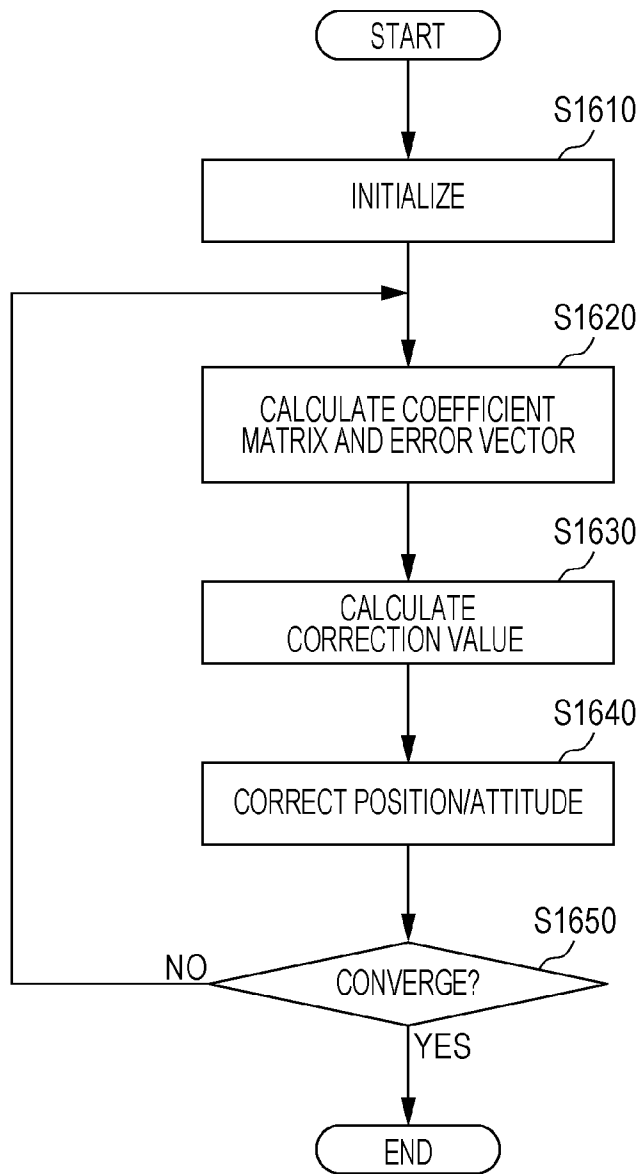 START
S1610
INITIALIZE
S1620
CALCULATE COEFFICIENT
MATRIX AND ERROR VECTOR
S1630
CALCULATE
CORRECTION VALUE
S1640
CORRECT POSITION/ATTITUDE
S1650
CONVERGE?
NO
YES
END